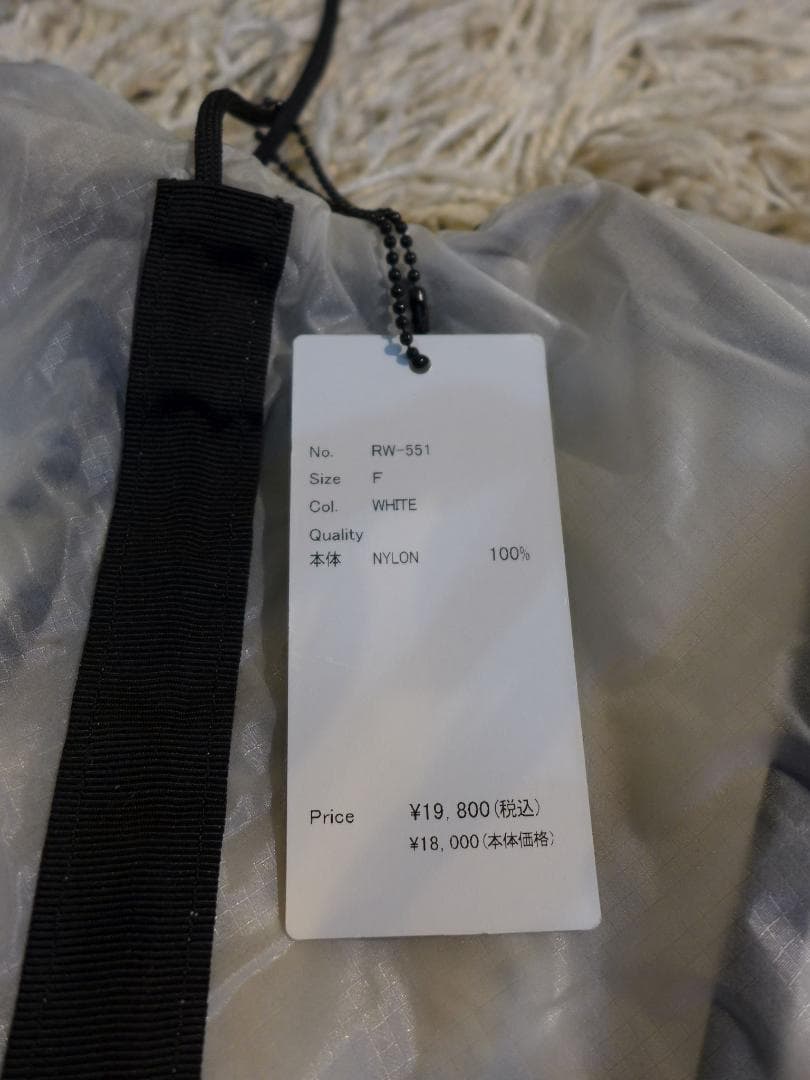 No. RW-551
Size F
Col. WHITE
Quality
本体 NYLON 100%
Price ¥19,800(税込)
¥18,000(本体価格)